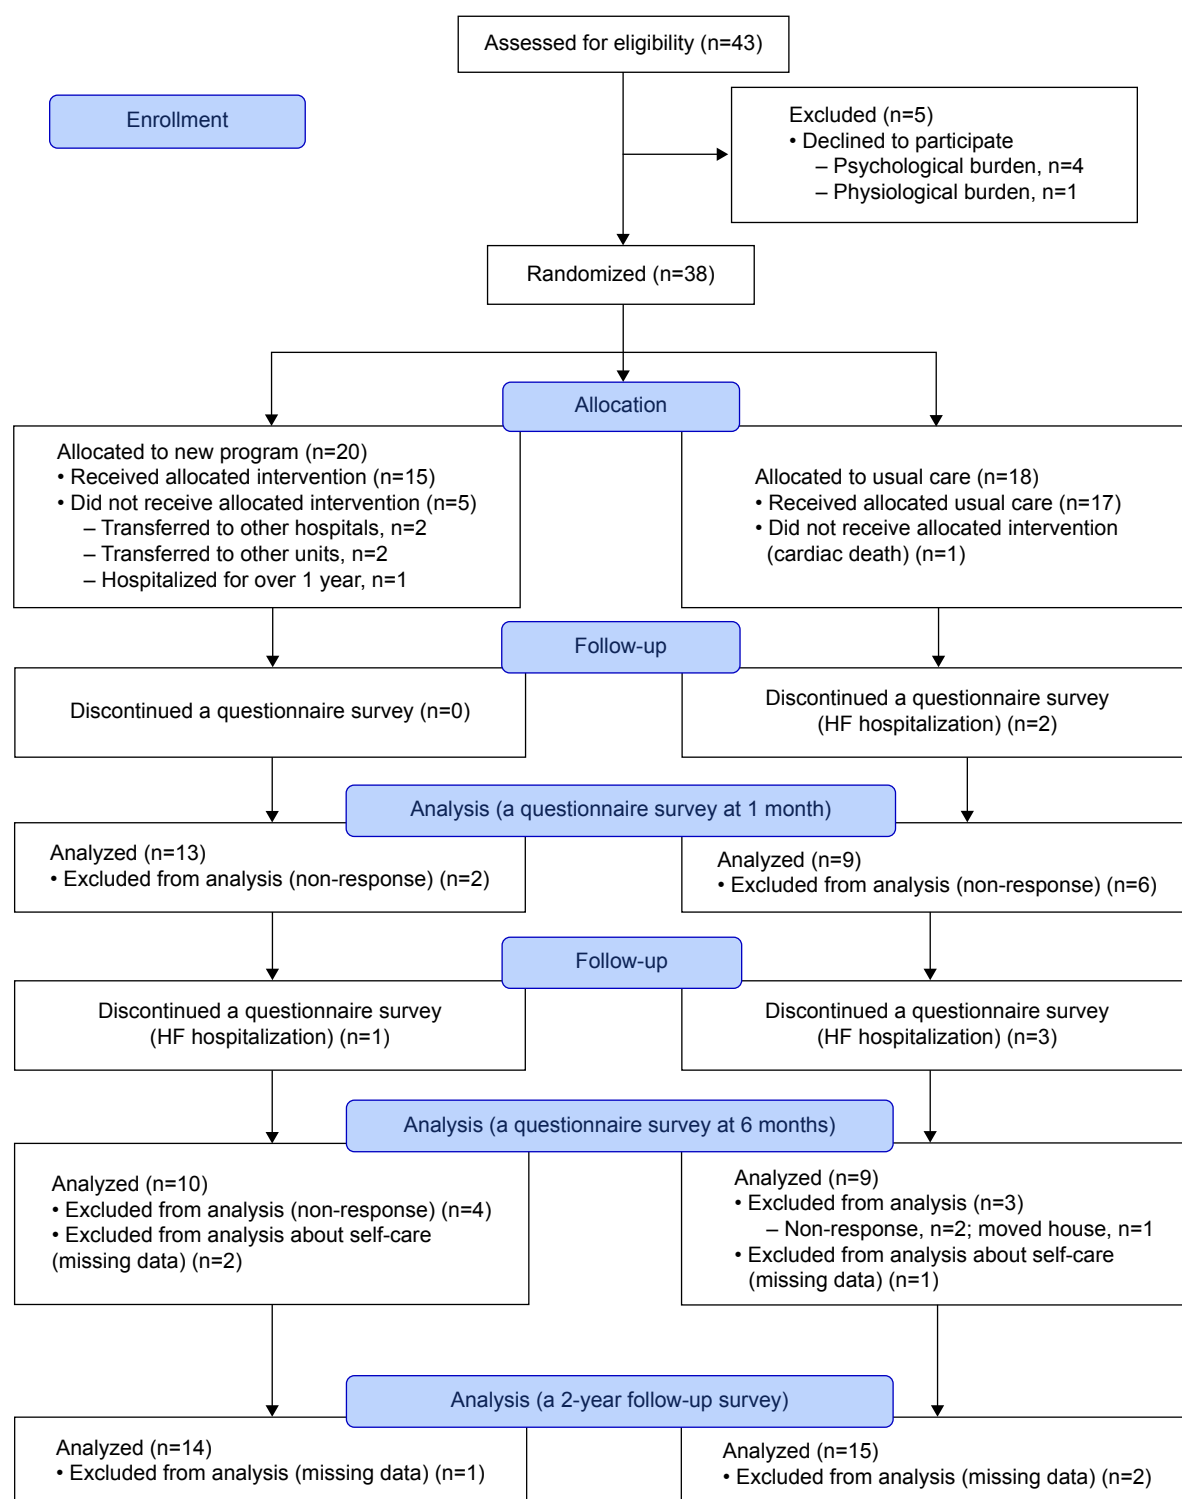 Assessed for eligibility (n=43)
Enrollment
Excluded (n=5)
• Declined to participate
– Psychological burden, n=4
– Physiological burden, n=1
Randomized (n=38)
Allocation
Allocated to new program (n=20)
• Received allocated intervention (n=15)
• Did not receive allocated intervention (n=5)
– Transferred to other hospitals, n=2
– Transferred to other units, n=2
– Hospitalized for over 1 year, n=1
Allocated to usual care (n=18)
• Received allocated usual care (n=17)
• Did not receive allocated intervention
(cardiac death) (n=1)
Follow-up
Discontinued a questionnaire survey (n=0)
Discontinued a questionnaire survey
(HF hospitalization) (n=2)
Analysis (a questionnaire survey at 1 month)
Analyzed (n=13)
• Excluded from analysis (non-response) (n=2)
Analyzed (n=9)
• Excluded from analysis (non-response) (n=6)
Follow-up
Discontinued a questionnaire survey
(HF hospitalization) (n=1)
Discontinued a questionnaire survey
(HF hospitalization) (n=3)
Analysis (a questionnaire survey at 6 months)
Analyzed (n=10)
• Excluded from analysis (non-response) (n=4)
• Excluded from analysis about self-care
(missing data) (n=2)
Analyzed (n=9)
• Excluded from analysis (n=3)
– Non-response, n=2; moved house, n=1
• Excluded from analysis about self-care
(missing data) (n=1)
Analysis (a 2-year follow-up survey)
Analyzed (n=14)
• Excluded from analysis (missing data) (n=1)
Analyzed (n=15)
• Excluded from analysis (missing data) (n=2)